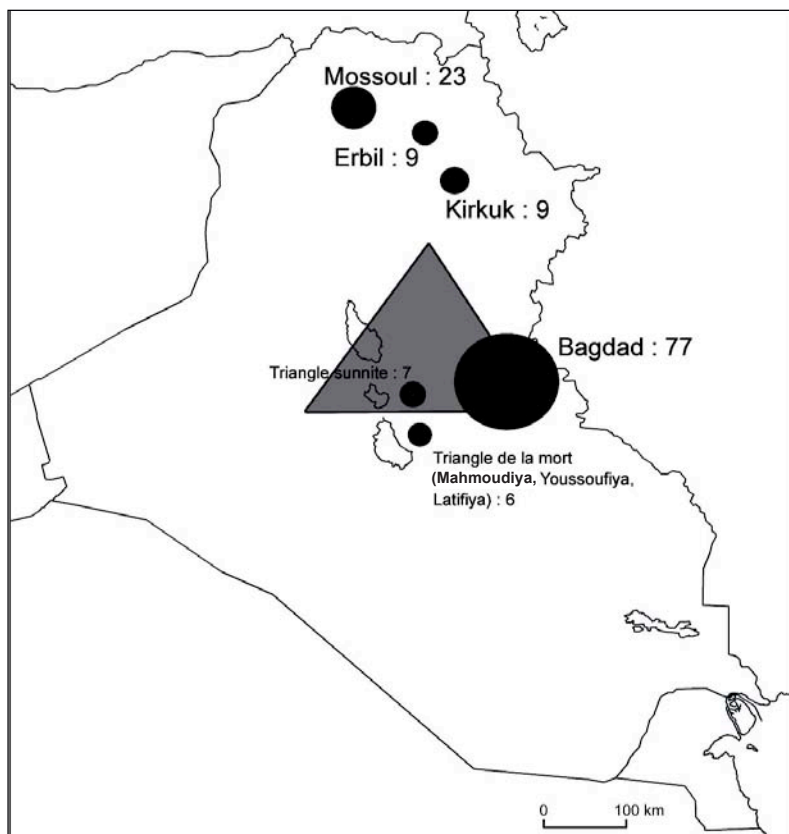 Mossoul : 23
Erbil : 9
Kirkuk : 9
Bagdad : 77
Triangle sunnite : 7
Triangle de la mort
(Mahmoudiya, Youssoufiya,
Latifiya) : 6
0 100 km